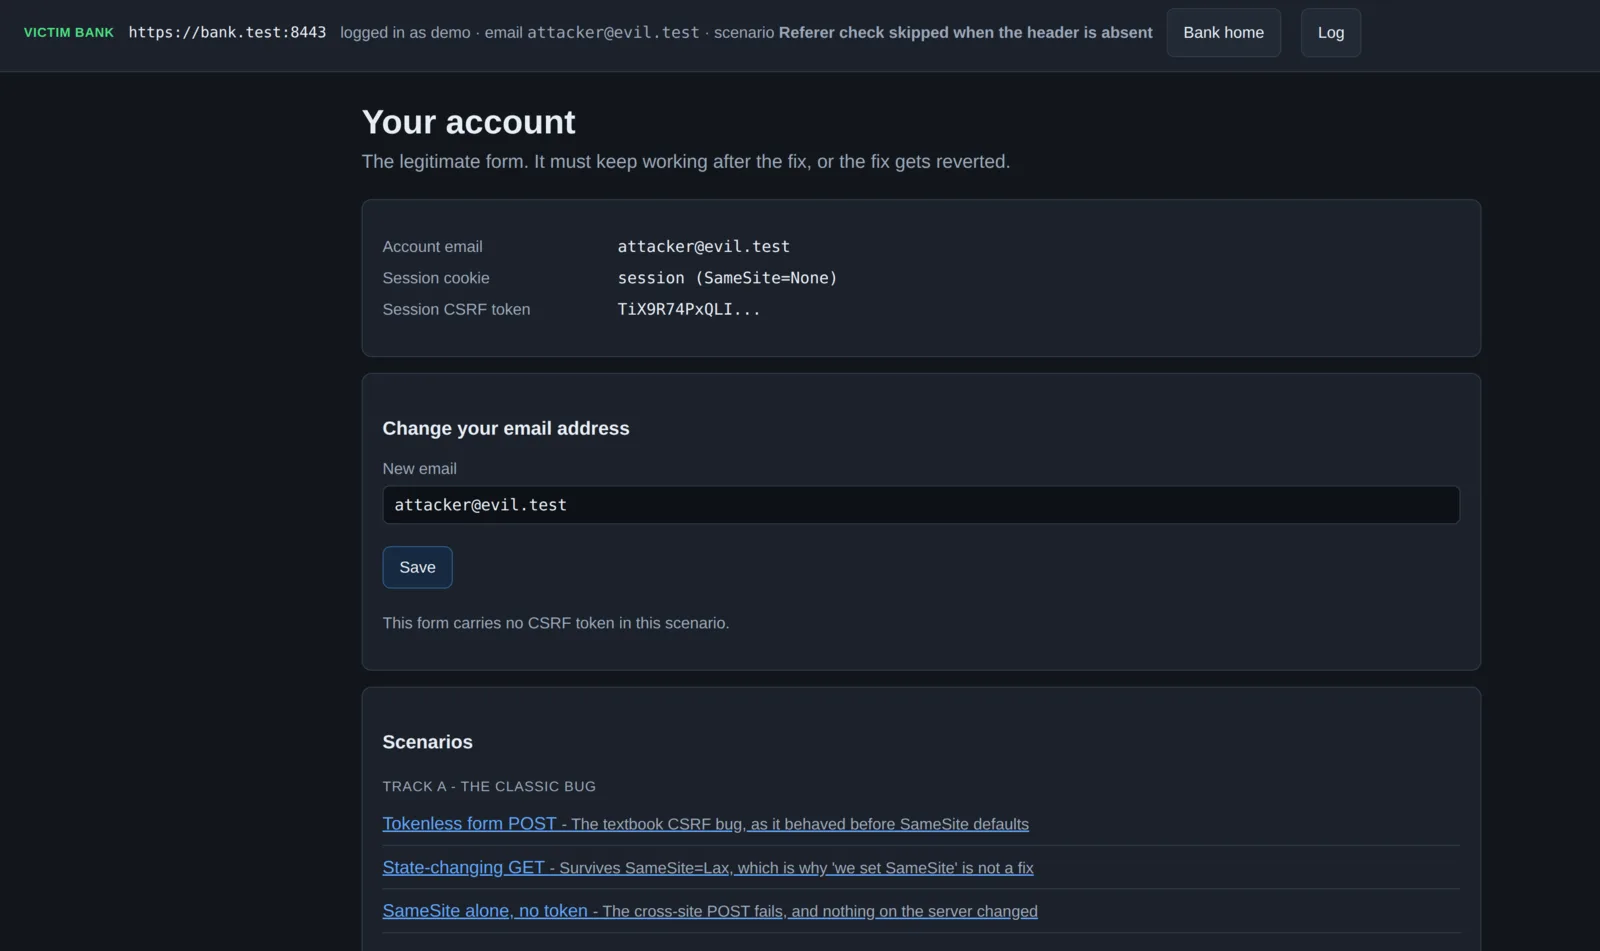 VICTIM BANK https://bank.test:8443 logged in as demo · email attacker@evil.test · scenario Referer check skipped when the header is absent Bank home Log
Your account
The legitimate form. It must keep working after the fix, or the fix gets reverted.
Account email attacker@evil.test
Session cookie session (SameSite=None)
Session CSRF token TiX9R74PxQLI...
Change your email address
New email
attacker@evil.test
Save
This form carries no CSRF token in this scenario.
Scenarios
TRACK A - THE CLASSIC BUG
Tokenless form POST - The textbook CSRF bug, as it behaved before SameSite defaults
State-changing GET - Survives SameSite=Lax, which is why 'we set SameSite' is not a fix
SameSite alone, no token - The cross-site POST fails, and nothing on the server changed